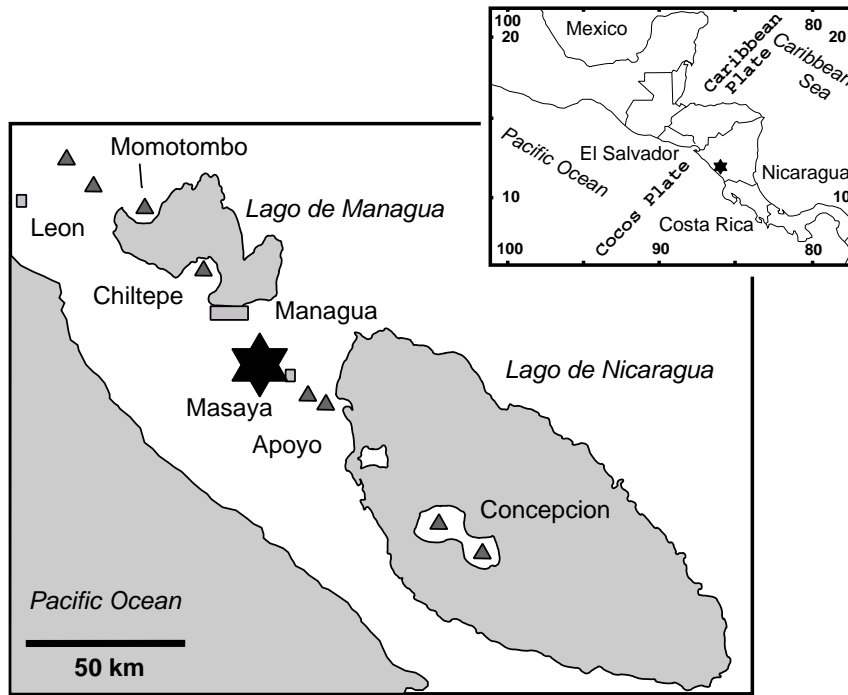 100
80
20
20
Mexico
Caribbean
Plate
Caribbean
Sea
Pacific Ocean
El Salvador
Nicaragua
10
10
Cocos Plate
Costa Rica
100
90
80
Momotombo
Leon
Lago de Managua
Chiltepe
Managua
Lago de Nicaragua
Masaya
Apoyo
Concepcion
Pacific Ocean
50 km